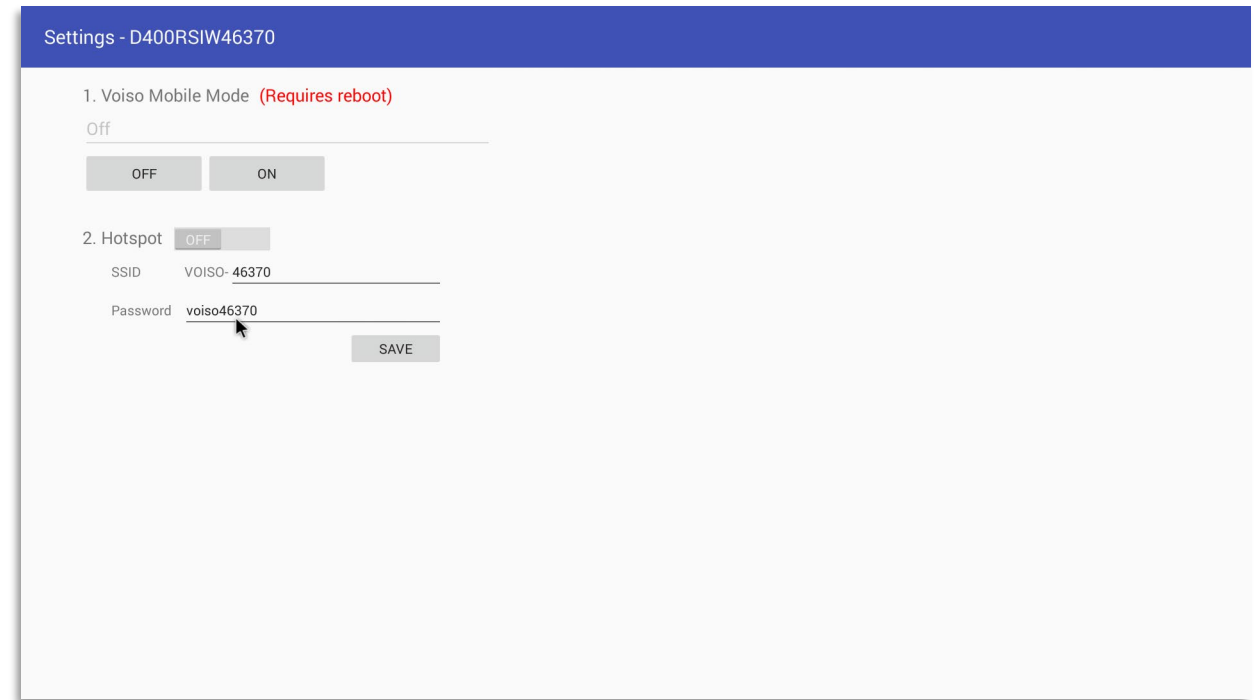 Settings - D400RSIW46370
1. Voiso Mobile Mode (Requires reboot)
Off
OFF ON
2. Hotspot OFF
SSID VOISO- 46370
Password voiso46370
SAVE